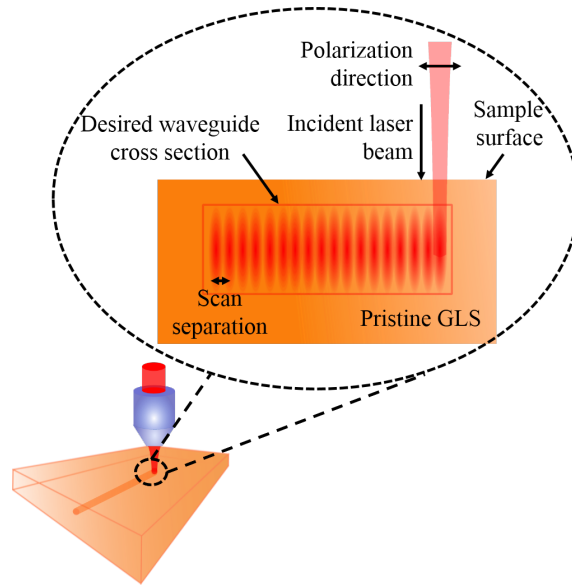 Polarization
direction
Desired waveguide
cross section
Incident laser
beam
Sample
surface
Scan
separation
Pristine GLS